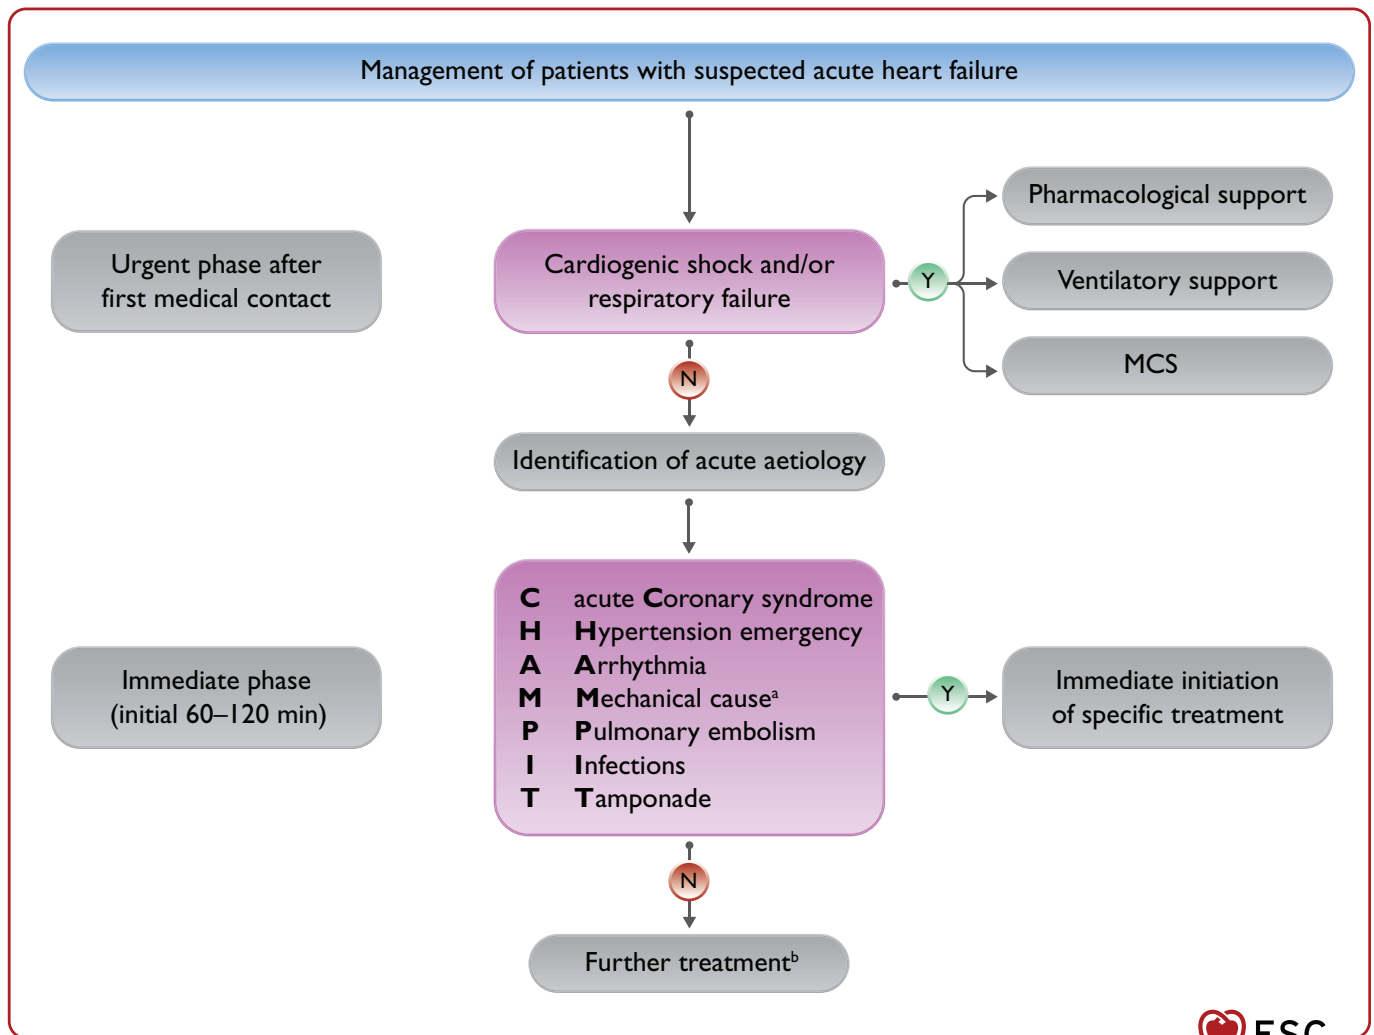 Management of patients with suspected acute heart failure
Urgent phase after
first medical contact
Cardiogenic shock and/or
respiratory failure
Y
Pharmacological support
Ventilatory support
MCS
N
Identification of acute aetiology
Immediate phase
(initial 60–120 min)
C acute Coronary syndrome
H Hypertension emergency
A Arrhythmia
M Mechanical causeᵃ
P Pulmonary embolism
I Infections
T Tamponade
Y
Immediate initiation
of specific treatment
N
Further treatmentᵇ
ESC